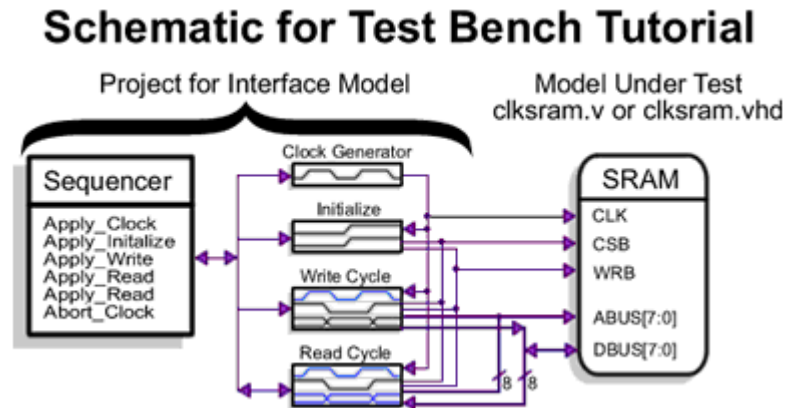 Schematic for Test Bench Tutorial
Project for Interface Model
Model Under Test
clksram.v or clksram.vhd
Sequencer
Apply_Clock
Apply_Initalize
Apply_Write
Apply_Read
Apply_Read
Abort_Clock
Clock Generator
Initialize
Write Cycle
Read Cycle
8
8
SRAM
CLK
CSB
WRB
ABUS[7:0]
DBUS[7:0]